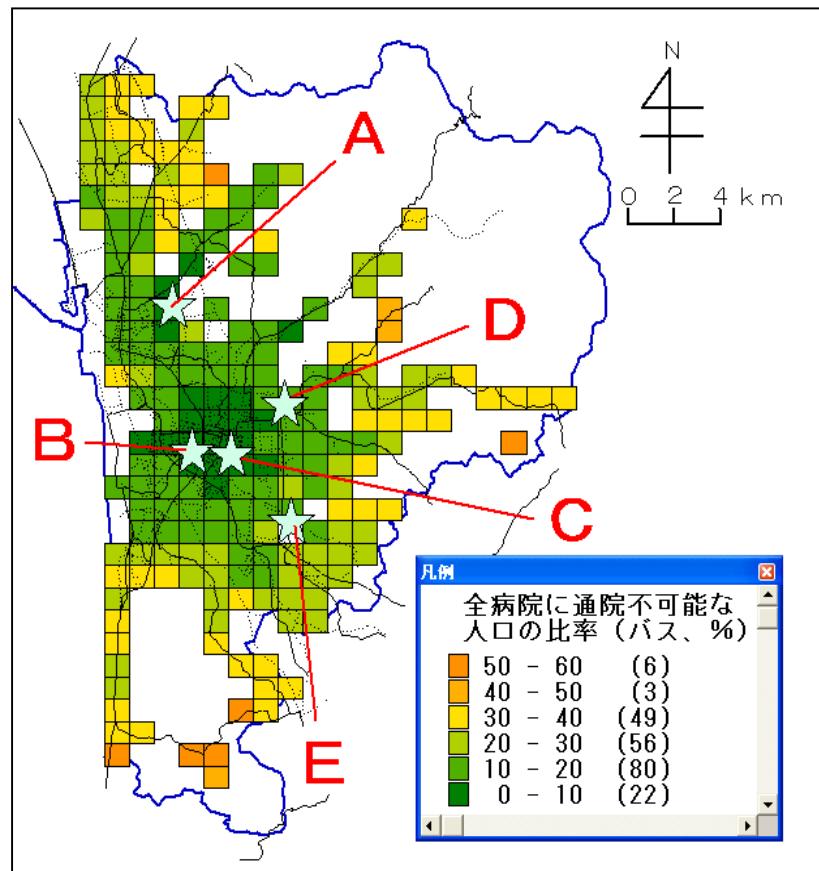 N
0 2 4 km
A
D
B
C
E
凡例
全病院に通院不可能な
人口の比率（バス、％）
50 - 60 (6)
40 - 50 (3)
30 - 40 (49)
20 - 30 (56)
10 - 20 (80)
0 - 10 (22)